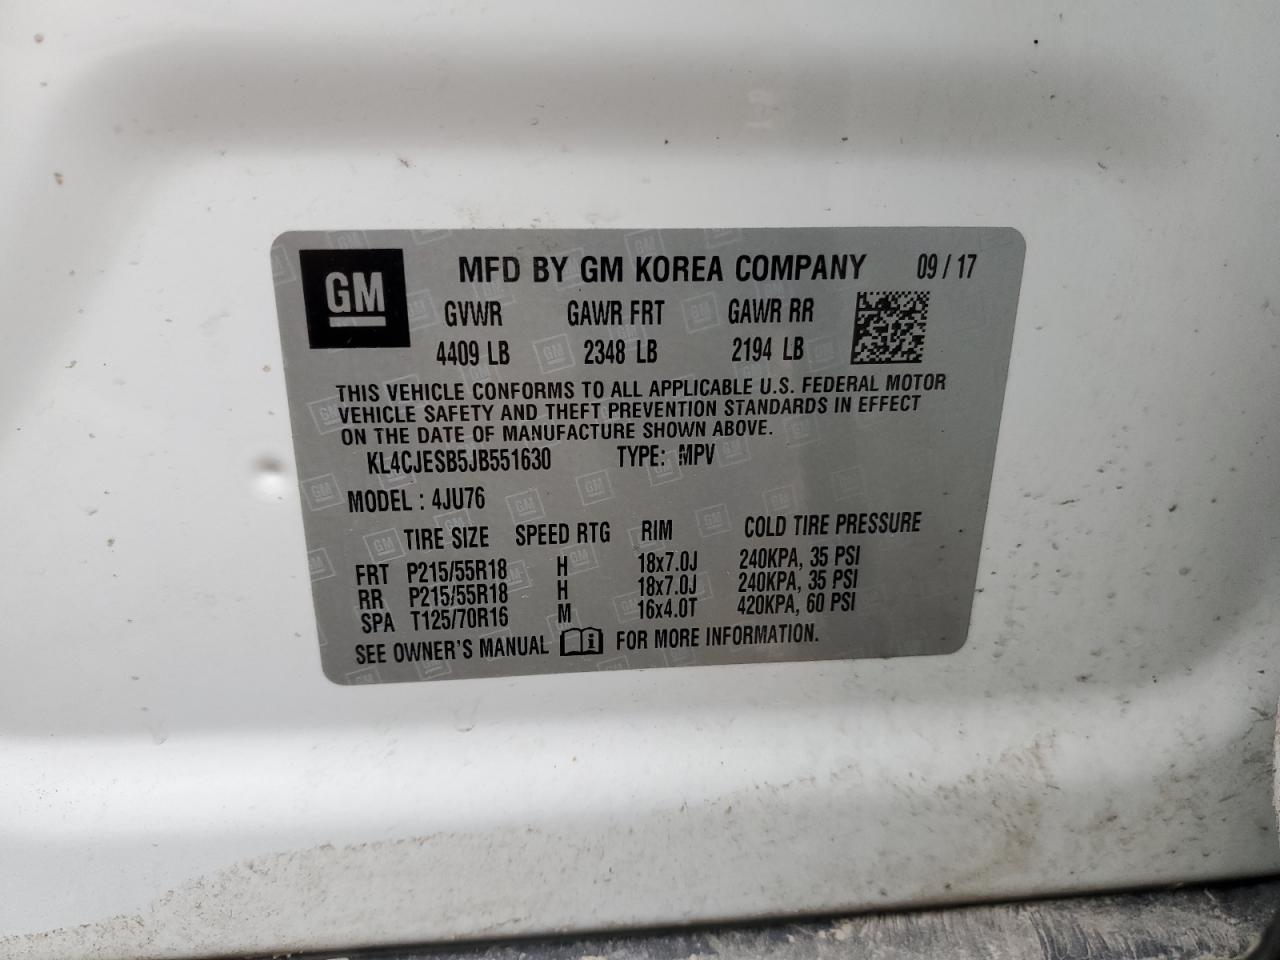 GM
MFD BY GM KOREA COMPANY 09 / 17
GVWR GAWR FRT GAWR RR
4409 LB 2348 LB 2194 LB
THIS VEHICLE CONFORMS TO ALL APPLICABLE U.S. FEDERAL MOTOR
VEHICLE SAFETY AND THEFT PREVENTION STANDARDS IN EFFECT
ON THE DATE OF MANUFACTURE SHOWN ABOVE.
KL4CJESB5JB551630 TYPE: MPV
MODEL : 4JU76
TIRE SIZE SPEED RTG RIM COLD TIRE PRESSURE
FRT P215/55R18 H 18x7.0J 240KPA, 35 PSI
RR P215/55R18 H 18x7.0J 240KPA, 35 PSI
SPA T125/70R16 M 16x4.0T 420KPA, 60 PSI
SEE OWNER'S MANUAL i FOR MORE INFORMATION.